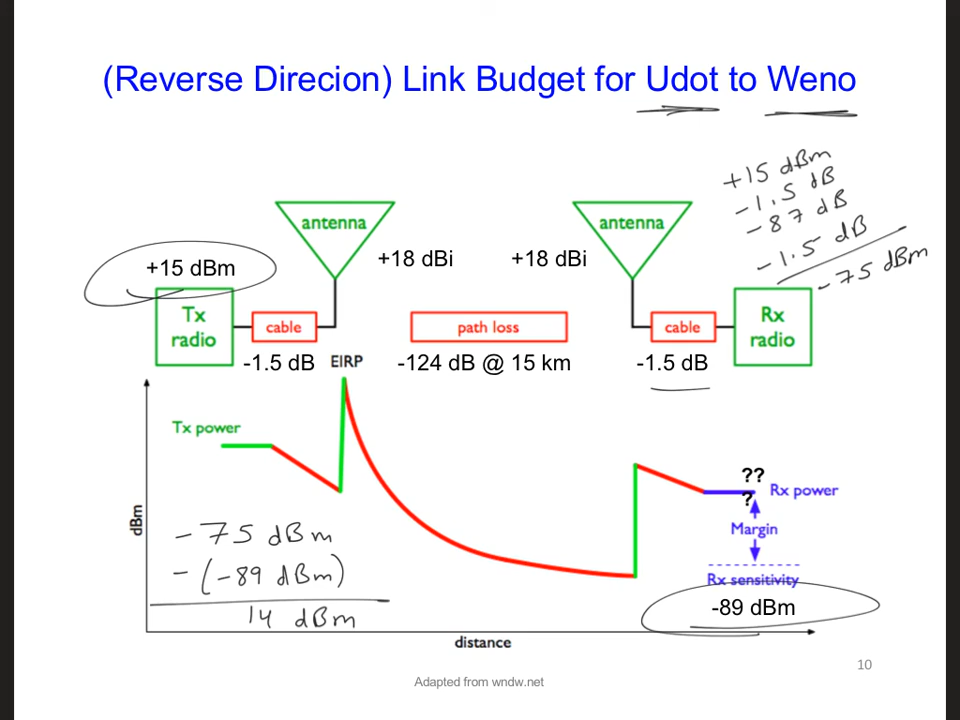 (Reverse Direcion) Link Budget for Udot to Weno
+15 dBm
-1.5 dB
-87 dB
-1.5 dB
-75 dBm
antenna
antenna
+18 dBi
+18 dBi
+15 dBm
Tx
radio
cable
path loss
cable
Rx
radio
-1.5 dB
EIRP
-124 dB @ 15 km
-1.5 dB
Tx power
??
?
Rx power
Margin
Rx sensitivity
-89 dBm
dBm
-75 dBm
-(-89 dBm)
14 dBm
distance
10
Adapted from wndw.net